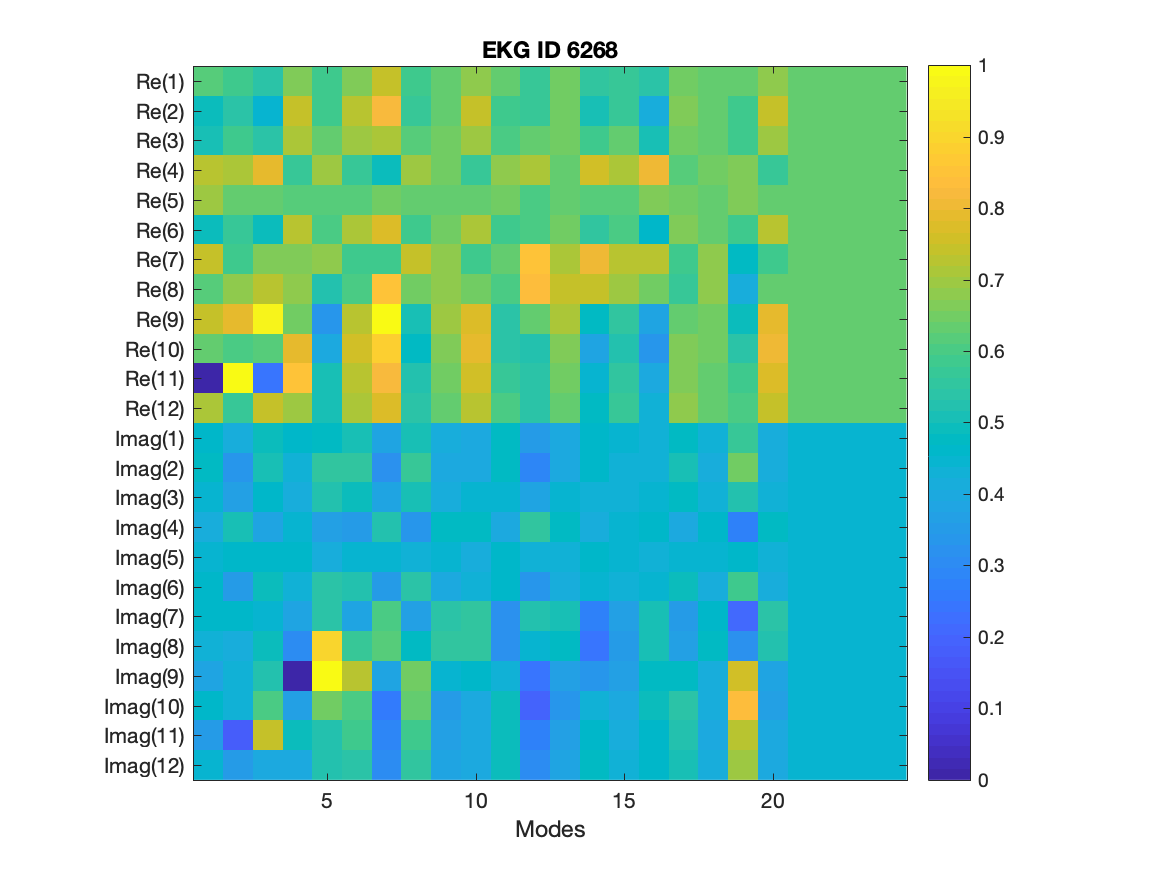 EKG ID 6268
Re(1)
Re(2)
Re(3)
Re(4)
Re(5)
Re(6)
Re(7)
Re(8)
Re(9)
Re(10)
Re(11)
Re(12)
Imag(1)
Imag(2)
Imag(3)
Imag(4)
Imag(5)
Imag(6)
Imag(7)
Imag(8)
Imag(9)
Imag(10)
Imag(11)
Imag(12)
5 10 15 20
Modes
1
0.9
0.8
0.7
0.6
0.5
0.4
0.3
0.2
0.1
0